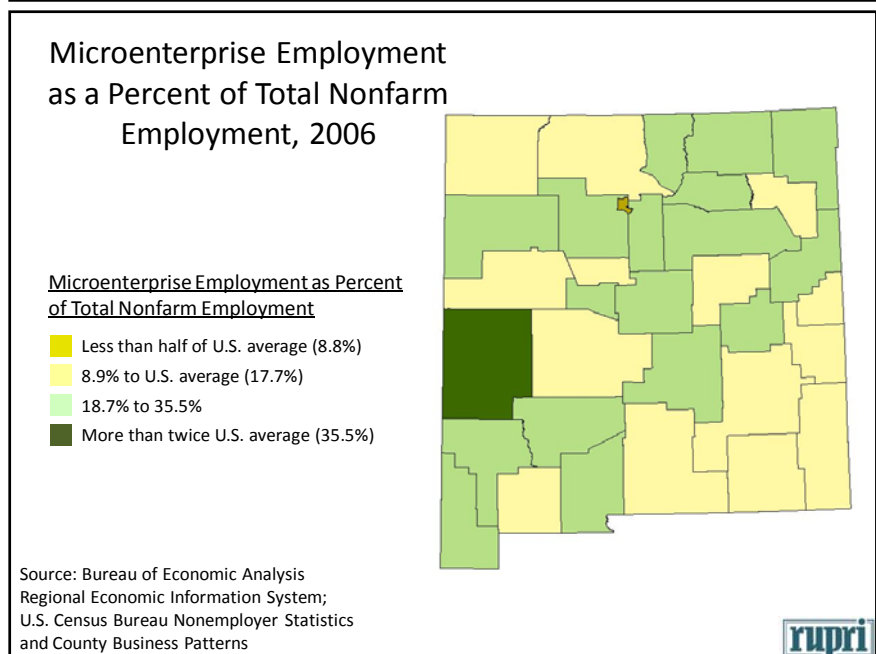 Microenterprise Employment
as a Percent of Total Nonfarm
Employment, 2006
Microenterprise Employment as Percent
of Total Nonfarm Employment
Less than half of U.S. average (8.8%)
8.9% to U.S. average (17.7%)
18.7% to 35.5%
More than twice U.S. average (35.5%)
Source: Bureau of Economic Analysis
Regional Economic Information System;
U.S. Census Bureau Nonemployer Statistics
and County Business Patterns
rupri